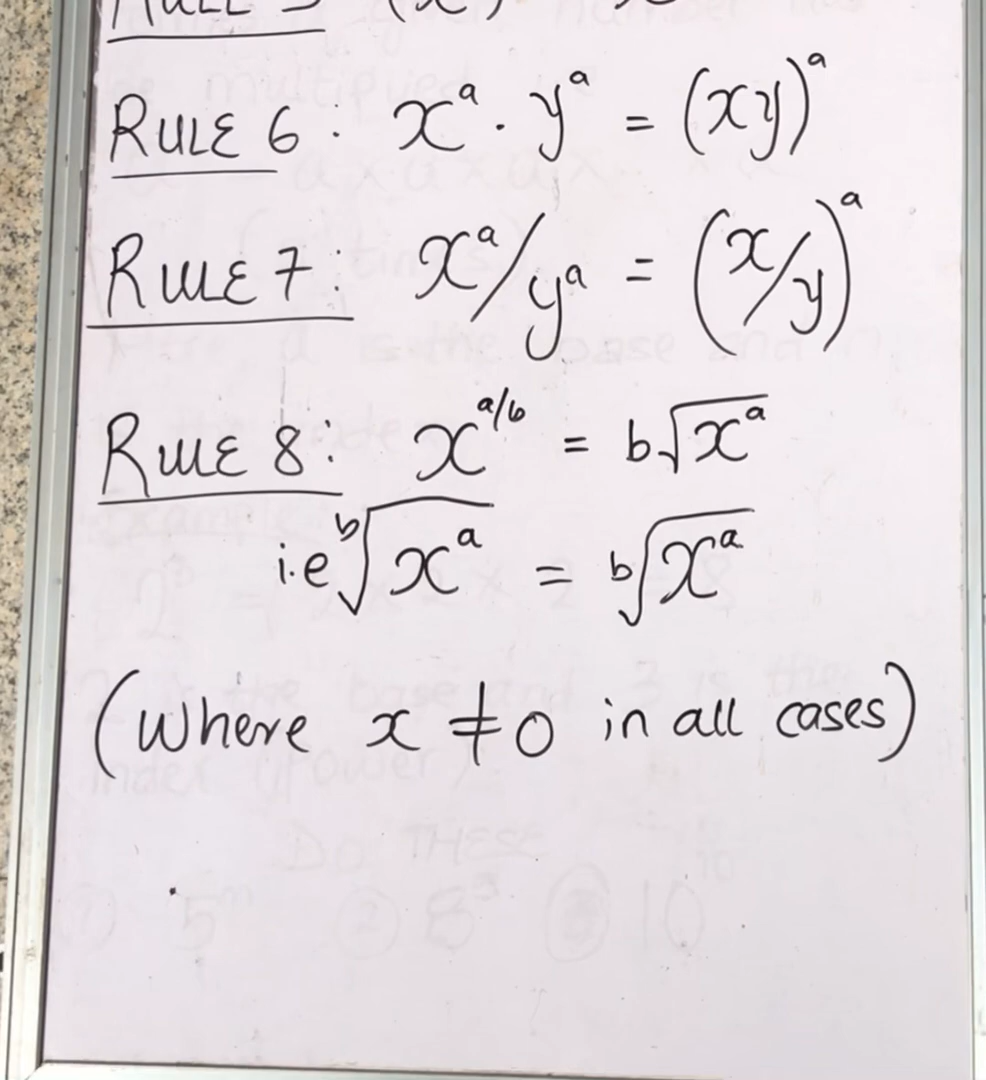 RULE 6: x^a . y^a = (xy)^a
RULE 7: x^a/y^a = (x/y)^a
RULE 8: x^a/b = b√x^a
i.e ᵇ√x^a = ᵇ√x^a
(Where x ≠ 0 in all cases)